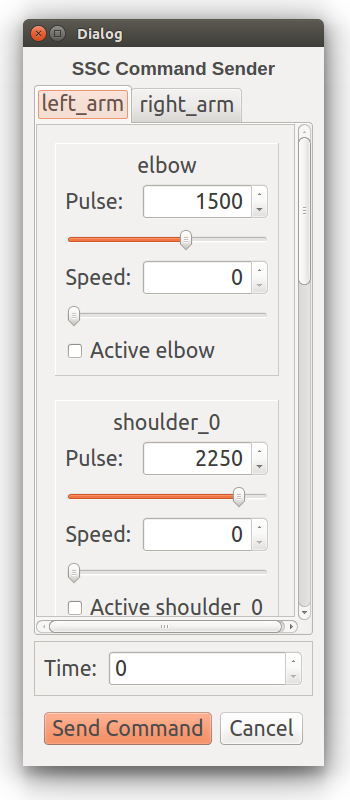 Dialog
SSC Command Sender
left_arm right_arm
elbow
Pulse: 1500
Speed: 0
Active elbow
shoulder_0
Pulse: 2250
Speed: 0
Active shoulder_0
Time: 0
Send Command Cancel